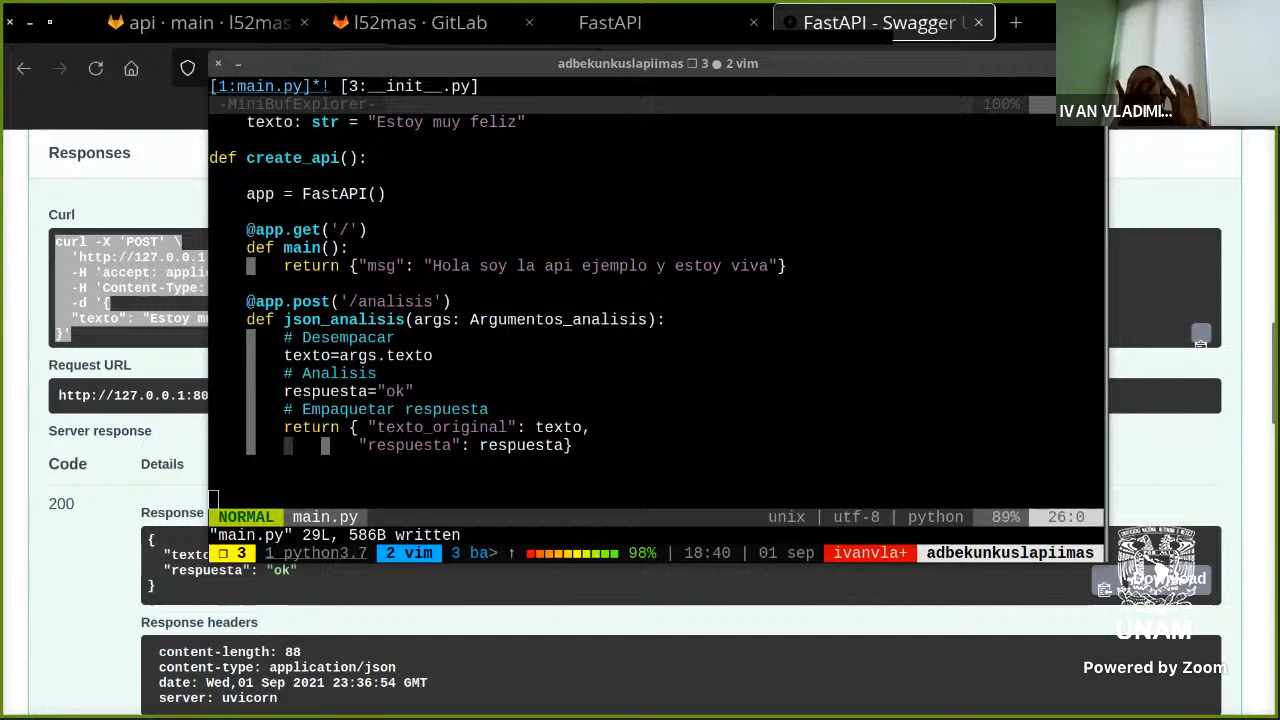 api · main · l52mas
l52mas · GitLab
FastAPI
FastAPI - Swagger U
adbekunkuslapiimas ❐ 3 ● 2 vim
[1:main.py]*! [3:__init__.py]
-MiniBufExplorer-
100%
IVAN VLADIMI...
texto: str = "Estoy muy feliz"
def create_api():
app = FastAPI()
@app.get('/')
def main():
return {"msg": "Hola soy la api ejemplo y estoy viva"}
@app.post('/analisis')
def json_analisis(args: Argumentos_analisis):
# Desempacar
texto=args.texto
# Analisis
respuesta="ok"
# Empaquetar respuesta
return { "texto_original": texto,
"respuesta": respuesta}
NORMAL main.py
unix | utf-8 | python 89% 26:0
"main.py" 29L, 586B written
❐ 3 1 python3.7 2 vim 3 ba> ↑ 98% | 18:40 | 01 sep ivanvla+ adbekunkuslapiimas
Responses
Curl
curl -X 'POST' \
'http://127.0.0.1
-H 'accept: appli
-H 'Content-Type:
-d '{
"texto": "Estoy mu
}'
Request URL
http://127.0.0.1:80
Server response
Code
Details
200
Response
{
"texto
"respuesta": "ok"
}
Download
Response headers
content-length: 88
content-type: application/json
date: Wed,01 Sep 2021 23:36:54 GMT
server: uvicorn
UNAM
Powered by Zoom